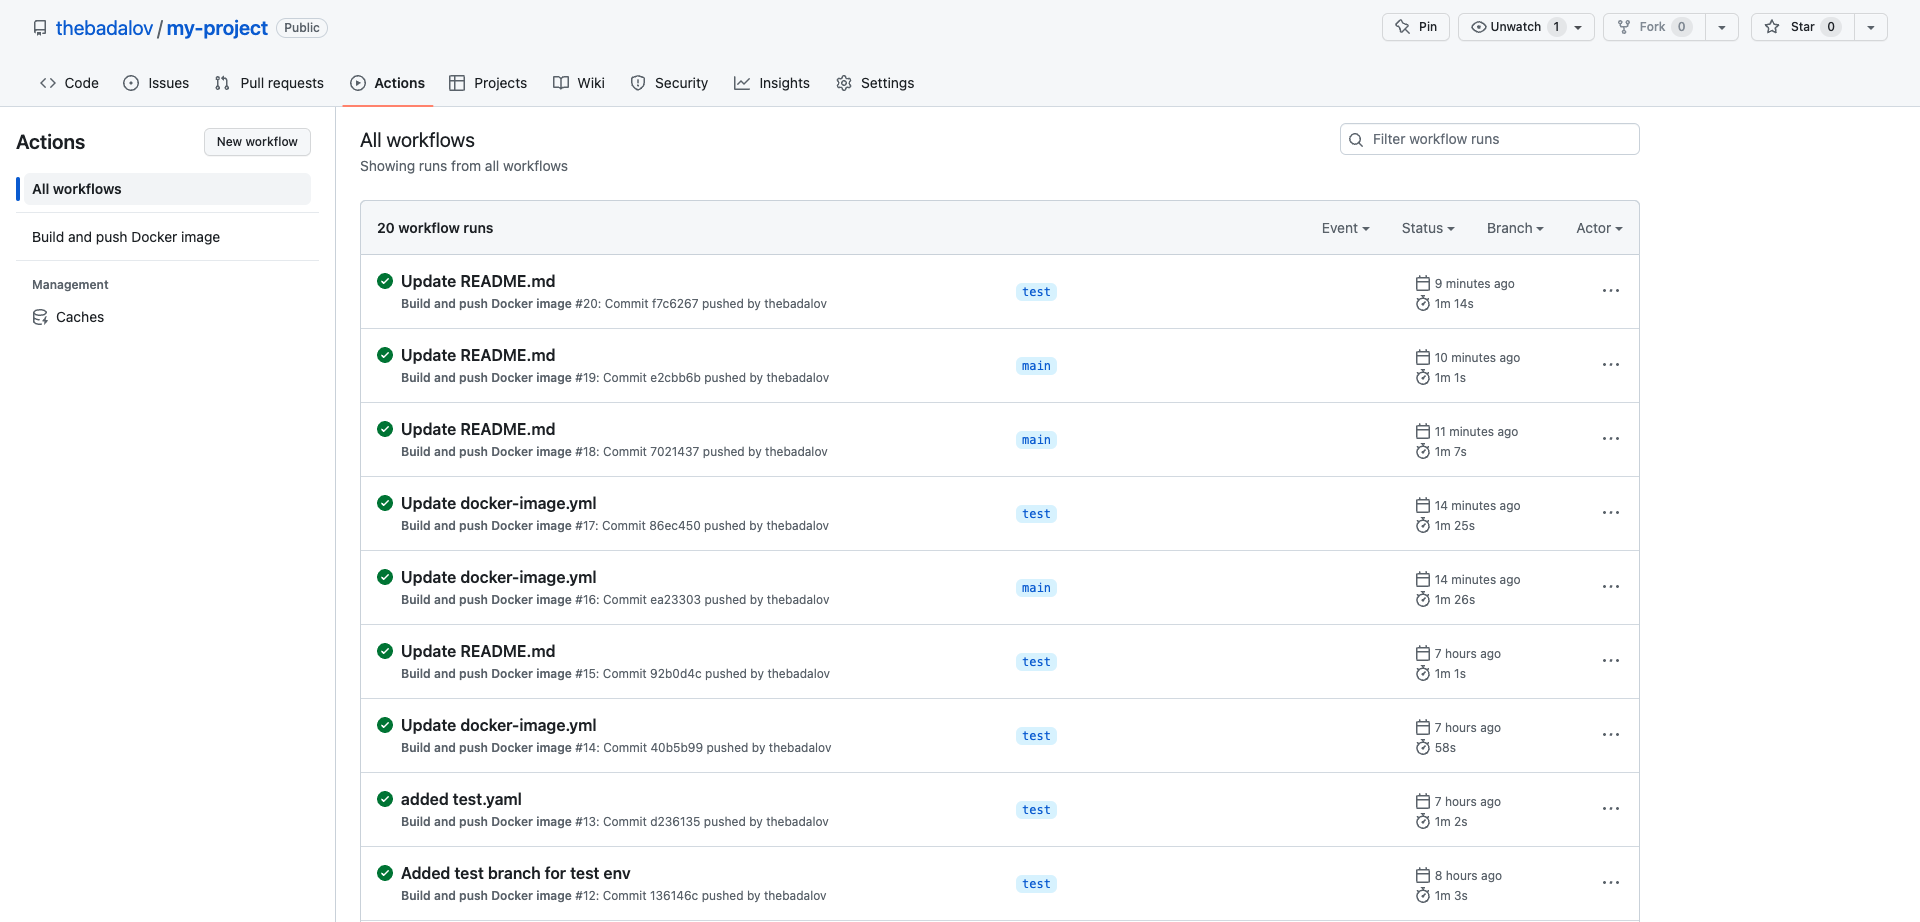 thebadalov / my-project Public
Pin Unwatch 1 Fork 0 Star 0
Code Issues Pull requests Actions Projects Wiki Security Insights Settings
Actions New workflow
All workflows
Build and push Docker image
Management
Caches
All workflows
Showing runs from all workflows
Filter workflow runs
20 workflow runs Event Status Branch Actor
Update README.md
Build and push Docker image #20: Commit f7c6267 pushed by thebadalov
test
9 minutes ago
1m 14s
Update README.md
Build and push Docker image #19: Commit e2cbb6b pushed by thebadalov
main
10 minutes ago
1m 1s
Update README.md
Build and push Docker image #18: Commit 7021437 pushed by thebadalov
main
11 minutes ago
1m 7s
Update docker-image.yml
Build and push Docker image #17: Commit 86ec450 pushed by thebadalov
test
14 minutes ago
1m 25s
Update docker-image.yml
Build and push Docker image #16: Commit ea23303 pushed by thebadalov
main
14 minutes ago
1m 26s
Update README.md
Build and push Docker image #15: Commit 92b0d4c pushed by thebadalov
test
7 hours ago
1m 1s
Update docker-image.yml
Build and push Docker image #14: Commit 40b5b99 pushed by thebadalov
test
7 hours ago
58s
added test.yaml
Build and push Docker image #13: Commit d236135 pushed by thebadalov
test
7 hours ago
1m 2s
Added test branch for test env
Build and push Docker image #12: Commit 136146c pushed by thebadalov
test
8 hours ago
1m 3s